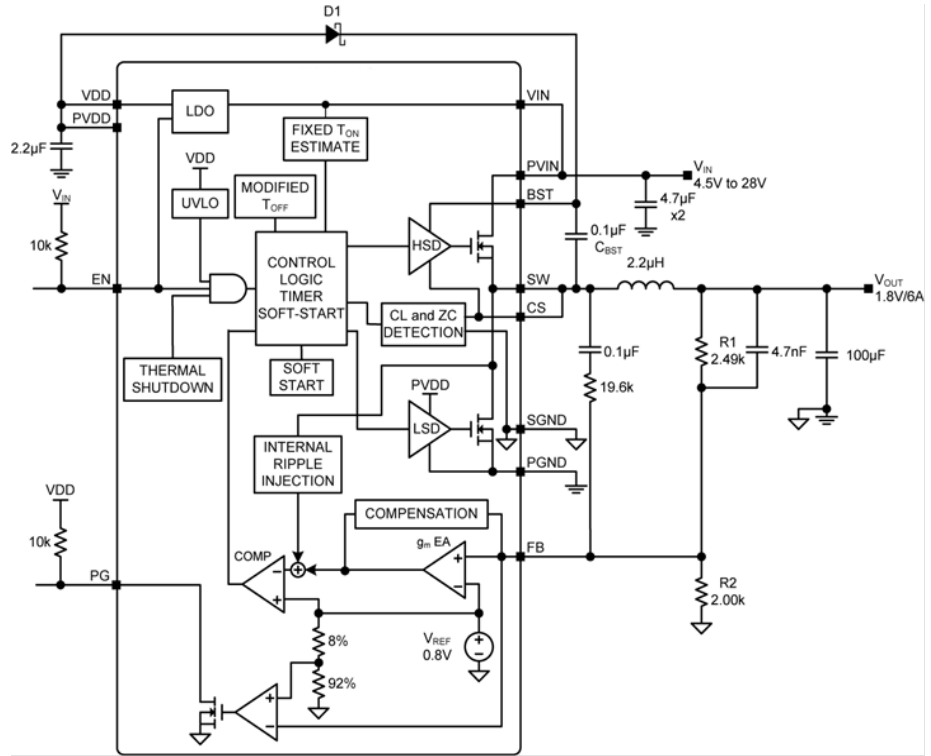 D1
VDD
LDO
VIN
PVDD
FIXED TON
ESTIMATE
2.2µF
VDD
PVIN
VIN
4.5V to 28V
VIN
UVLO
MODIFIED
TOFF
BST
4.7µF
x2
10k
HSD
0.1µF
CBST
2.2µH
CONTROL
LOGIC
TIMER
SOFT-START
EN
SW
VOUT
1.8V/6A
CL and ZC
DETECTION
CS
THERMAL
SHUTDOWN
SOFT
START
0.1µF
R1
2.49k
4.7nF
100µF
PVDD
19.6k
LSD
SGND
INTERNAL
RIPPLE
INJECTION
PGND
VDD
COMPENSATION
10k
COMP
gm EA
FB
PG
R2
2.00k
8%
VREF
0.8V
92%